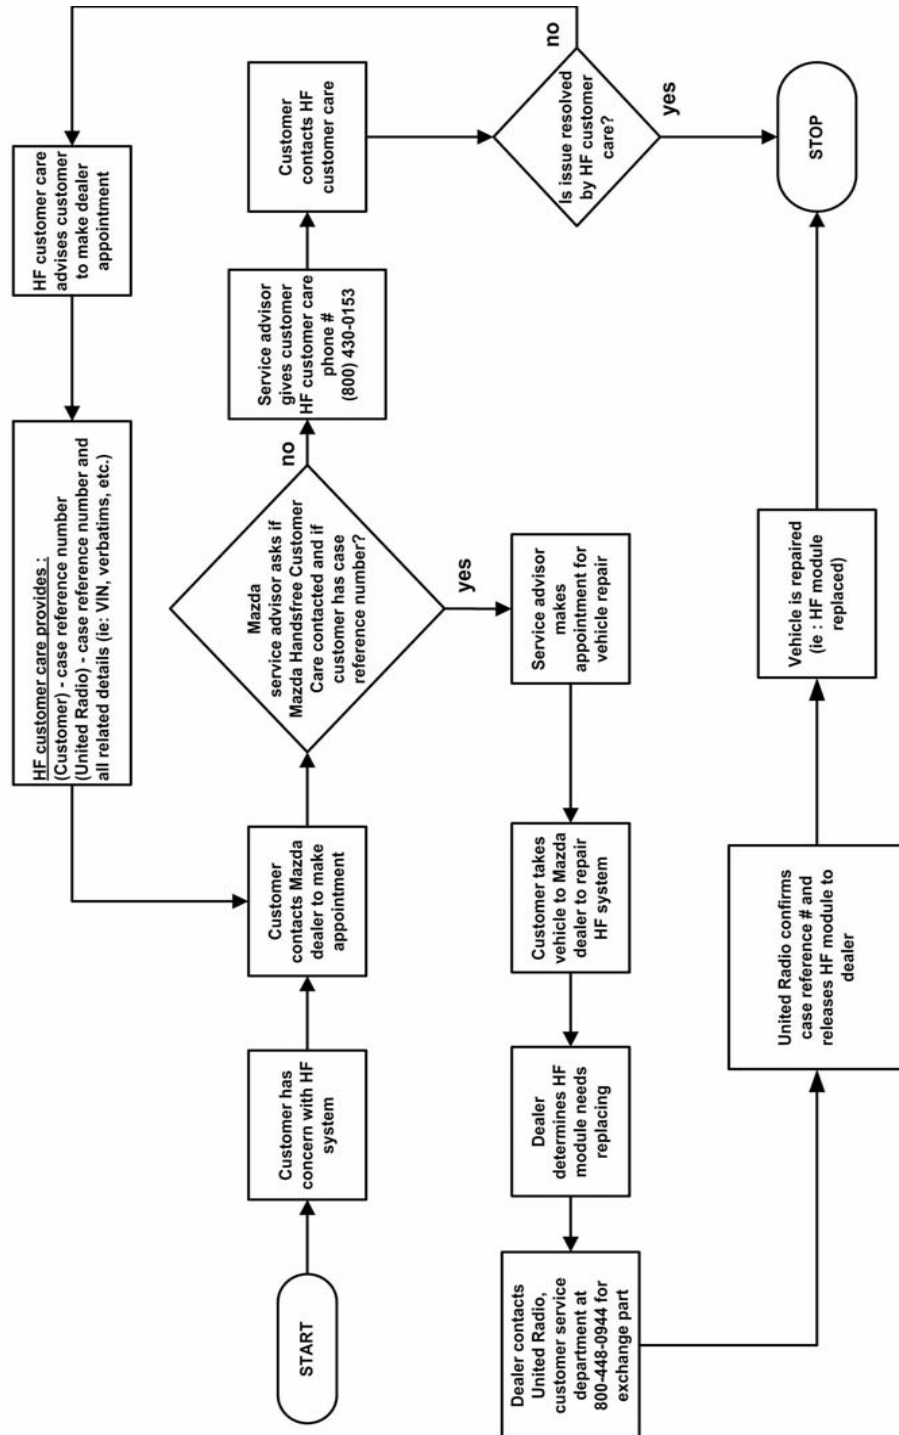 START
Customer has
concern with HF
system
Customer
contacts Mazda
dealer to make
appointment
Mazda
service advisor asks if
Mazda Handsfree Customer
Care contacted and if
customer has case
reference number?
no
Service advisor
gives customer
HF customer care
phone #
(800) 430-0153
Customer
contacts HF
customer care
Is issue resolved
by HF customer
care?
no
HF customer care
advises customer
to make dealer
appointment
HF customer care provides :
(Customer) - case reference number
(United Radio) - case reference number and
all related details (ie: VIN, verbatims, etc.)
yes
STOP
yes
Service advisor
makes
appointment for
vehicle repair
Customer takes
vehicle to Mazda
dealer to repair
HF system
Dealer
determines HF
module needs
replacing
Dealer contacts
United Radio,
customer service
department at
800-448-0944 for
exchange part
United Radio confirms
case reference # and
releases HF module to
dealer
Vehicle is repaired
(ie : HF module
replaced)